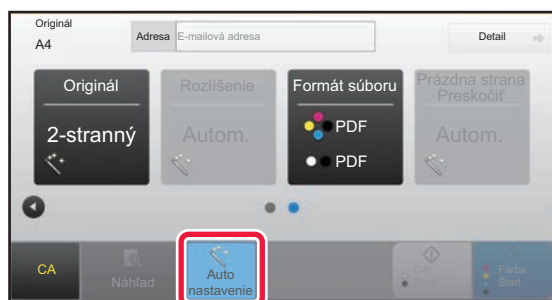 Originál
A4
Adresa E-mailová adresa
Detail
Originál
2-stranný
Rozlíšenie
Autom.
Formát súboru
PDF
PDF
Prázdna strana
Preskočiť
Autom.
CA
Náhľad
Auto
nastavenie
Štart
Farba
Štart